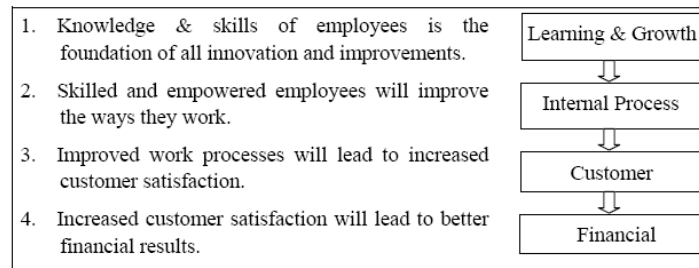 1. Knowledge & skills of employees is the
foundation of all innovation and improvements.
2. Skilled and empowered employees will improve
the ways they work.
3. Improved work processes will lead to increased
customer satisfaction.
4. Increased customer satisfaction will lead to better
financial results.
Learning & Growth
Internal Process
Customer
Financial